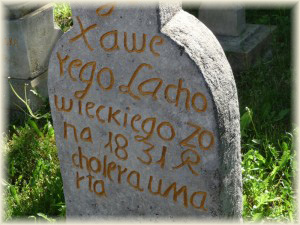 Xawe
rego Lacho
wieckiego zo
na 1831 R
cholera uma
rła